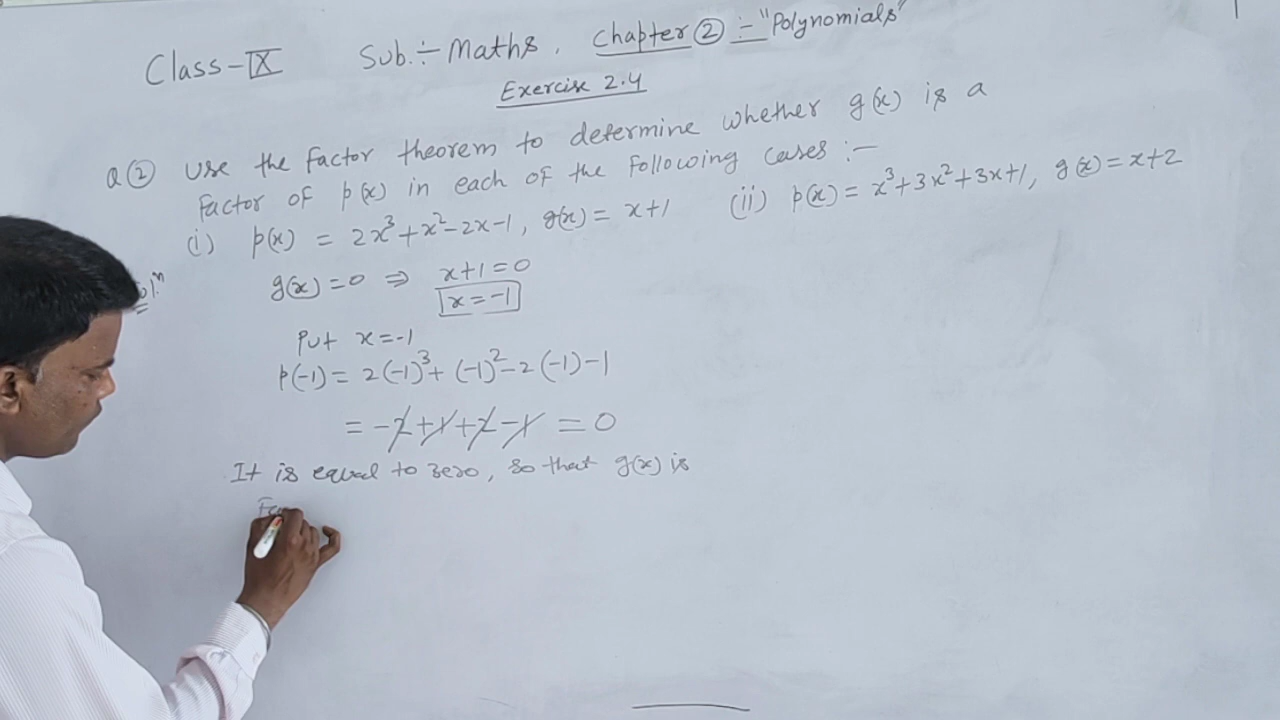 Class-IX Sub.:- Maths. Chapter ② :- "Polynomials"
Exercise 2.4
Q② Use the Factor theorem to determine whether g(x) is a
Factor of p(x) in each of the following cases :-
(i) p(x) = 2x³+x²-2x-1, g(x) = x+1 (ii) p(x) = x³+3x²+3x+1, g(x) = x+2
g(x)=0 ⇒ x+1=0
x=-1
Put x=-1
p(-1) = 2(-1)³+(-1)²-2(-1)-1
= -2+1+2-1 = 0
It is equal to zero, so that g(x) is